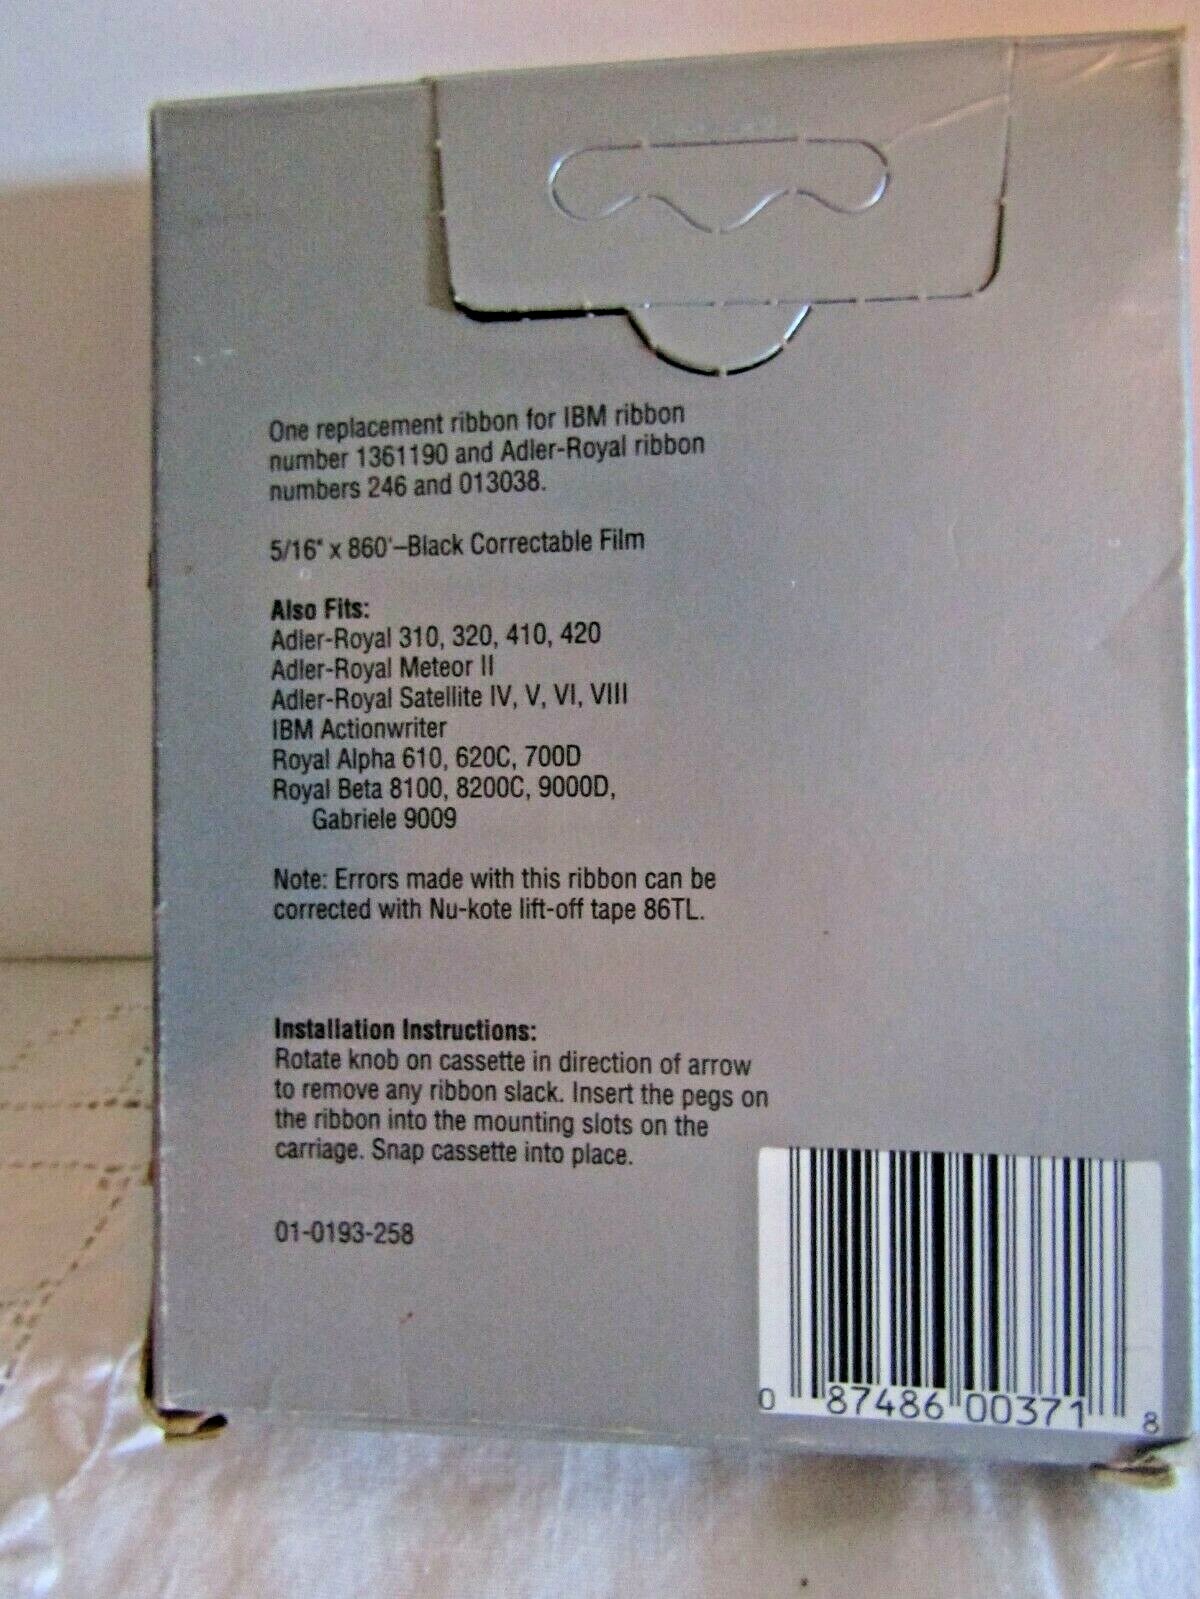 One replacement ribbon for IBM ribbon
number 1361190 and Adler-Royal ribbon
numbers 246 and 013038.
5/16" x 860'–Black Correctable Film
Also Fits:
Adler-Royal 310, 320, 410, 420
Adler-Royal Meteor II
Adler-Royal Satellite IV, V, VI, VIII
IBM Actionwriter
Royal Alpha 610, 620C, 700D
Royal Beta 8100, 8200C, 9000D,
Gabriele 9009
Note: Errors made with this ribbon can be
corrected with Nu-kote lift-off tape 86TL.
Installation Instructions:
Rotate knob on cassette in direction of arrow
to remove any ribbon slack. Insert the pegs on
the ribbon into the mounting slots on the
carriage. Snap cassette into place.
01-0193-258
0 87486 00371 8